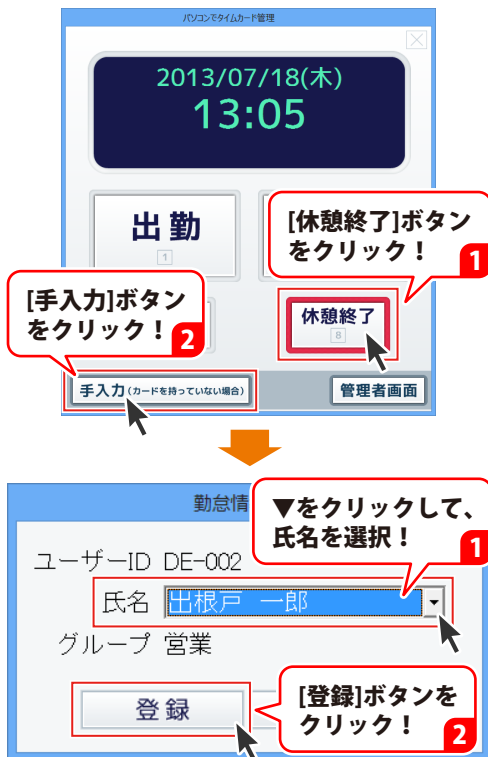 パソコンでタイムカード管理
2013/07/18(木)
13:05
出勤
1
[休憩終了]ボタン
をクリック！
1
[手入力]ボタン
をクリック！
2
休憩終了
8
手入力(カードを持っていない場合)
管理者画面
勤怠情
▼をクリックして、
氏名を選択！
1
ユーザーID DE-002
氏名 出根戸 一郎
グループ 営業
登録
[登録]ボタンを
クリック！
2